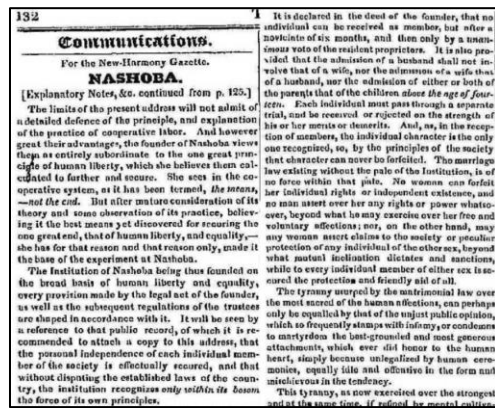 132
Communications.
For the New-Harmony Gazette.
NASHOBA.
[Explanatory Notes, &c. continued from p. 125.]
The limits of the present address will not admit of
a detailed defence of the principle, and explanation
of the practice of cooperative labor. And however
great their advantages, the founder of Nashoba views
them as entirely subordinate to the one great prin-
ciple of human liberty, which she believes them cal-
culated to further and secure. She sees in the co-
operative system, as it has been termed, the means,
—not the end. But after mature consideration of its
theory and some observation of its practice, believ-
ing it the best means yet discovered for securing the
one great end, that of human liberty, and equality,—
she has for that reason and that reason only, made it
the base of the experiment at Nashoba.
The Institution of Nashoba being thus founded on
the broad basis of human liberty and equality,
every provision made by the legal act of the founder,
as well as the subsequent regulations of the trustees
are shaped in accordance with it. It will be seen by
a reference to that public record, of which it is re-
commended to attach a copy to this address, that
the personal independence of each individual mem-
ber of the society is effectually secured, and that
without disputing the established laws of the coun-
try, the institution recognizes only within its bosom
the force of its own principles.
It is declared in the deed of the founder, that no
individual can be received as member, but after a
noviciate of six months, and then only by a unan-
imous vote of the resident proprietors. It is also pro-
vided that the admission of a husband shall not in-
volve that of a wife, nor the admission of a wife that
of a husband, nor the admission of either or both of
the parents that of the children above the age of four-
teen. Each individual must pass through a separate
trial, and be received or rejected on the strength of
his or her merits or demerits. And, as, in the recep-
tion of members, the individual character is the only
one recognized, so, by the principles of the society
that character can never be forfeited. The marriage
law existing without the pale of the Institution, is of
no force within that pale. No woman can forfeit
her individual rights or independent existence, and
no man assert over her any rights or power whatso-
ever, beyond what he may exercise over her free and
voluntary affections; nor, on the other hand, may
any woman assert claims to the society or peculiar
protection of any individual of the other sex, beyond
what mutual inclination dictates and sanctions,
while to every individual member of either sex is se-
cured the protection and friendly aid of all.
The tyranny usurped by the matrimonial law over
the most sacred of the human affections, can perhaps
only be equalled by that of the unjust public opinion,
which so frequently stamps with infamy, or condemns
to martyrdom the best-grounded and most generous
attachments, which ever did honor to the human
heart, simply because unlegalized by human cere-
monies, equally idle and offensive in the form and
mischievous in the tendency.
This tyranny, as now exercised over the strongest
and at the same time, if refined by mental cultiva-